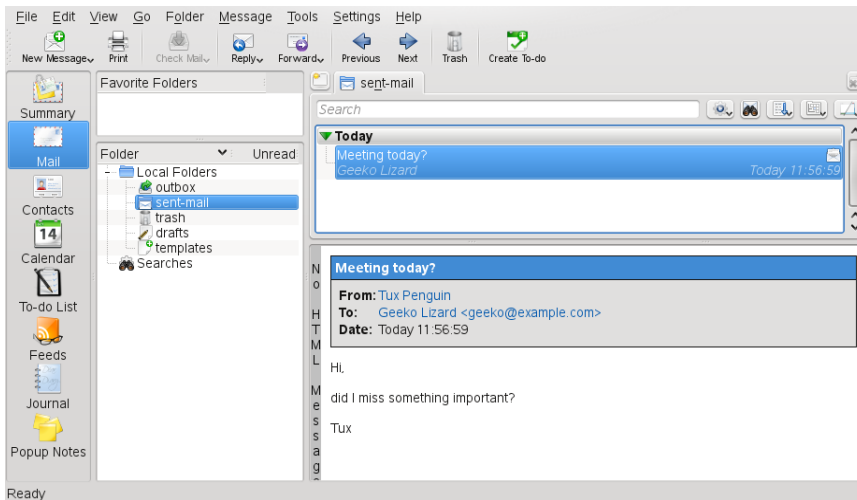 File Edit View Go Folder Message Tools Settings Help
New Message Print Check Mail Reply Forward Previous Next Trash Create To-do
Summary
Mail
Contacts
14
Calendar
To-do List
Feeds
Journal
Popup Notes
Favorite Folders
Folder Unread
Local Folders
outbox
sent-mail
trash
drafts
templates
Searches
sent-mail
Search
Today
Meeting today?
Geeko Lizard Today 11:56:59
No HTML Message
Meeting today?
From: Tux Penguin
To: Geeko Lizard <geeko@example.com>
Date: Today 11:56:59
Hi,
did I miss something important?
Tux
Ready